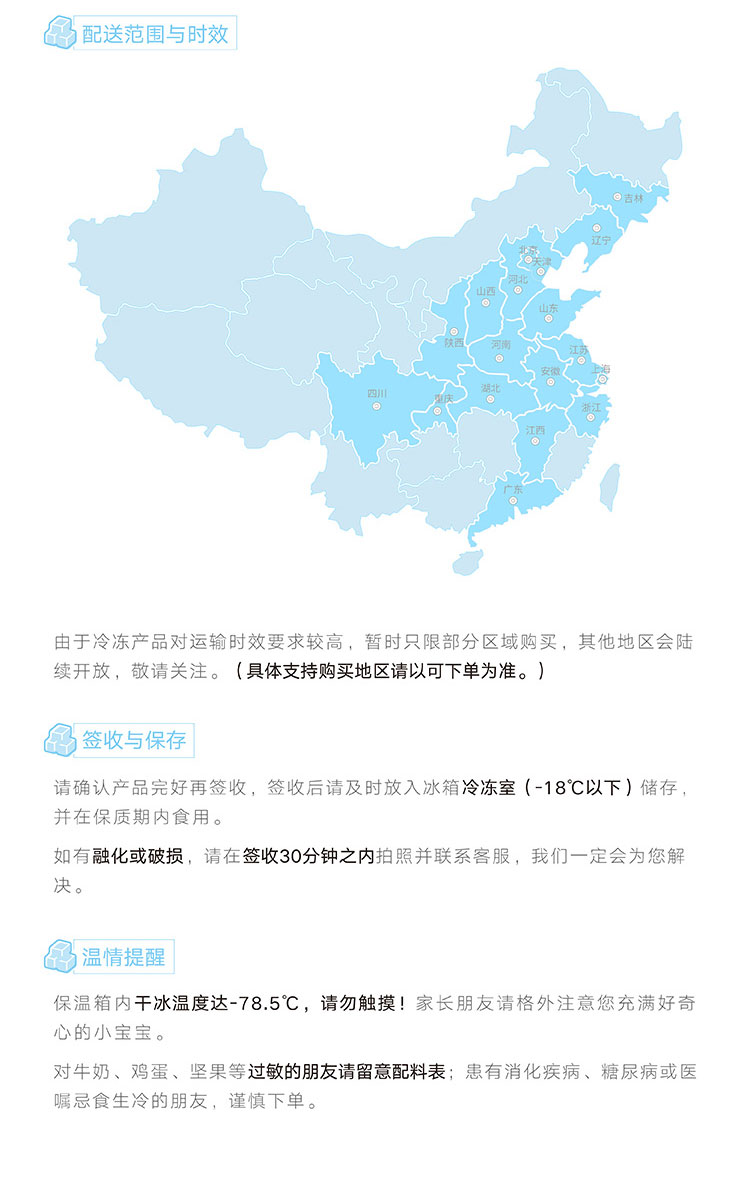 配送范围与时效
吉林
辽宁
北京
天津
河北
山西
山东
陕西
河南
江苏
安徽
上海
四川
重庆
湖北
浙江
江西
广东
由于冷冻产品对运输时效要求较高，暂时只限部分区域购买，其他地区会陆
续开放，敬请关注。（具体支持购买地区请以可下单为准。）
签收与保存
请确认产品完好再签收，签收后请及时放入冰箱冷冻室（-18℃以下）储存，
并在保质期内食用。
如有融化或破损，请在签收30分钟之内拍照并联系客服，我们一定会为您解
决。
温情提醒
保温箱内干冰温度达-78.5℃，请勿触摸！家长朋友请格外注意您充满好奇
心的小宝宝。
对牛奶、鸡蛋、坚果等过敏的朋友请留意配料表；患有消化疾病、糖尿病或医
嘱忌食生冷的朋友，谨慎下单。